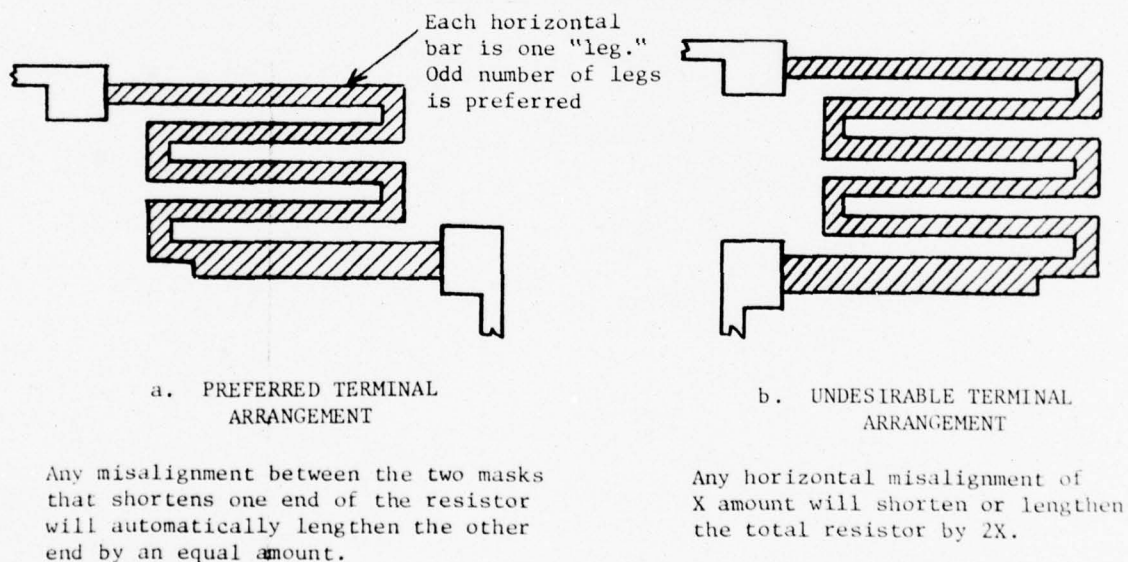 Each horizontal
bar is one "leg."
Odd number of legs
is preferred
a. PREFERRED TERMINAL
ARRANGEMENT
Any misalignment between the two masks
that shortens one end of the resistor
will automatically lengthen the other
end by an equal amount.
b. UNDESIRABLE TERMINAL
ARRANGEMENT
Any horizontal misalignment of
X amount will shorten or lengthen
the total resistor by 2X.